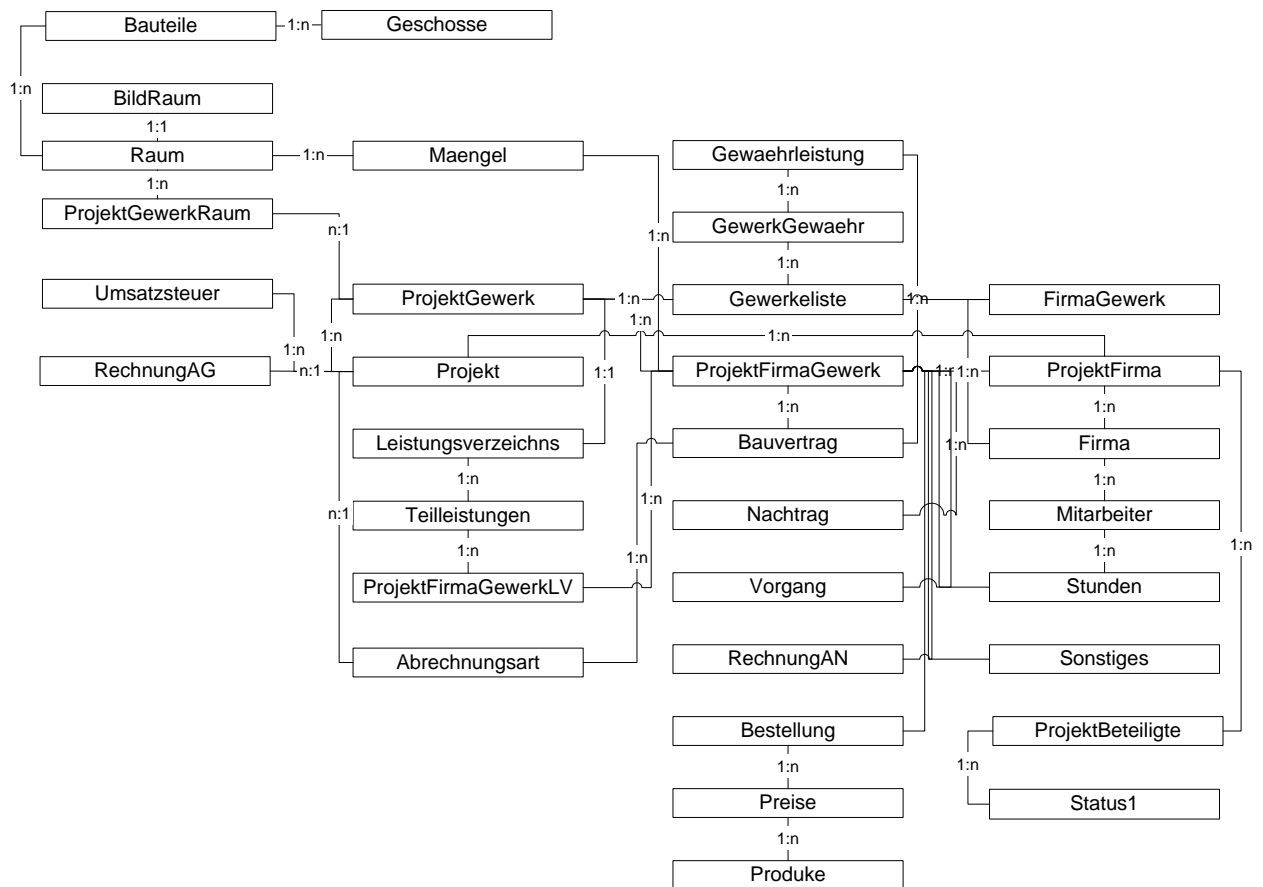 Bauteile 1:n Geschosse
1:n
BildRaum
1:1
Raum 1:n Maengel Gewaehrleistung
1:n 1:n
ProjektGewerkRaum GewerkGewaehr
n:1 1:n 1:n
Umsatzsteuer ProjektGewerk 1:n Gewerkeliste 1:n FirmaGewerk
1:n 1:n 1:n
1:n
RechnungAG n:1 Projekt 1:1 ProjektFirmaGewerk 1:n ProjektFirma
1:n 1:n
Leistungsverzeichns Bauvertrag 1:n Firma
1:n 1:n 1:n
n:1 Teilleistungen Nachtrag Mitarbeiter
1:n 1:n 1:n 1:n
ProjektFirmaGewerkLV Vorgang Stunden
Abrechnungsart RechnungAN Sonstiges
Bestellung ProjektBeteiligte
1:n 1:n
Preise Status1
1:n
Produke